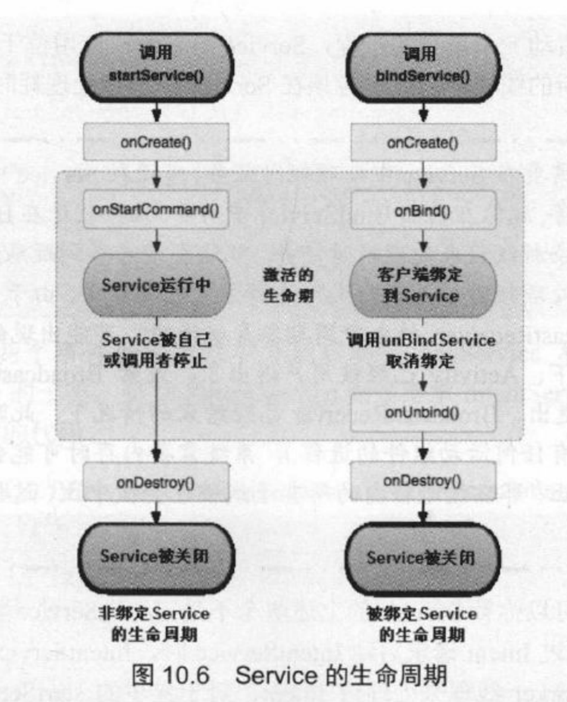 调用
startService()
onCreate()
onStartCommand()
Service运行中
Service被自己
或调用者停止
onDestroy()
Service被关闭
非绑定Service
的生命周期
激活的
生命期
调用
bindService()
onCreate()
onBind()
客户端绑定
到Service
调用unBindService
取消绑定
onUnbind()
onDestroy()
Service被关闭
被绑定Service
的生命周期
图 10.6 Service 的生命周期